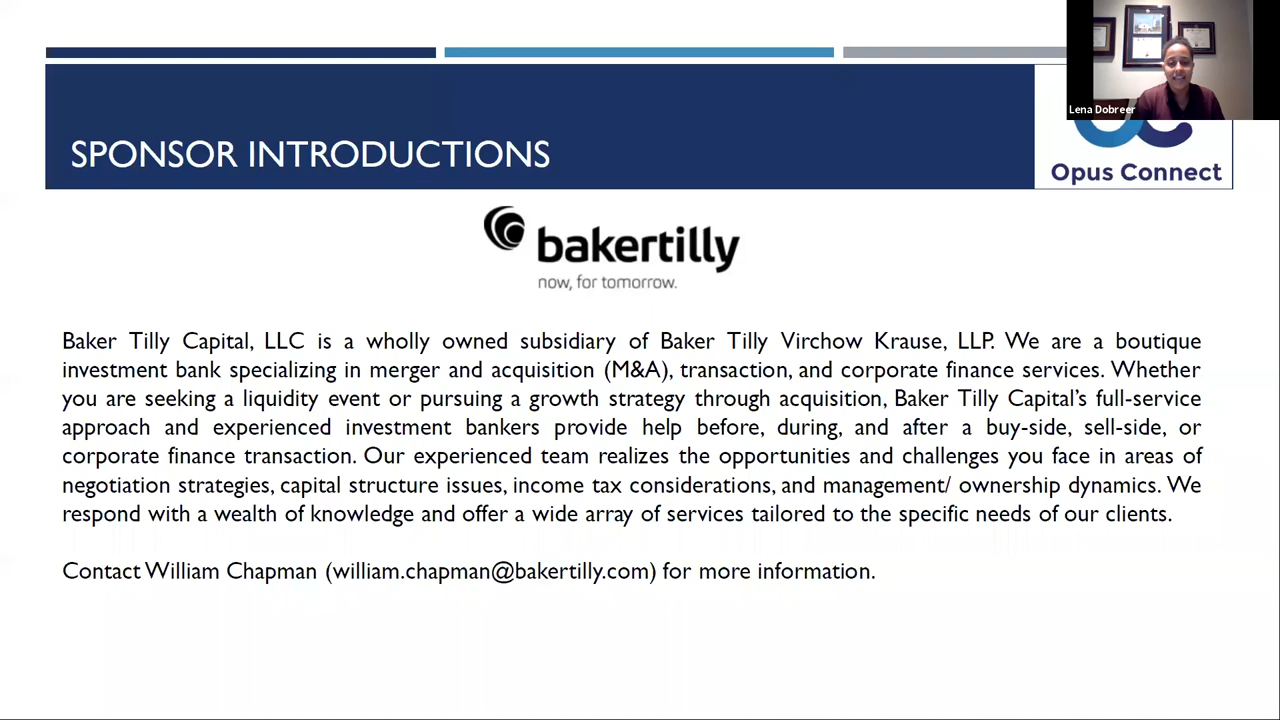 Lena Dobreer
SPONSOR INTRODUCTIONS
Opus Connect
bakertilly
now, for tomorrow.
Baker Tilly Capital, LLC is a wholly owned subsidiary of Baker Tilly Virchow Krause, LLP. We are a boutique
investment bank specializing in merger and acquisition (M&A), transaction, and corporate finance services. Whether
you are seeking a liquidity event or pursuing a growth strategy through acquisition, Baker Tilly Capital’s full-service
approach and experienced investment bankers provide help before, during, and after a buy-side, sell-side, or
corporate finance transaction. Our experienced team realizes the opportunities and challenges you face in areas of
negotiation strategies, capital structure issues, income tax considerations, and management/ ownership dynamics. We
respond with a wealth of knowledge and offer a wide array of services tailored to the specific needs of our clients.
Contact William Chapman (william.chapman@bakertilly.com) for more information.